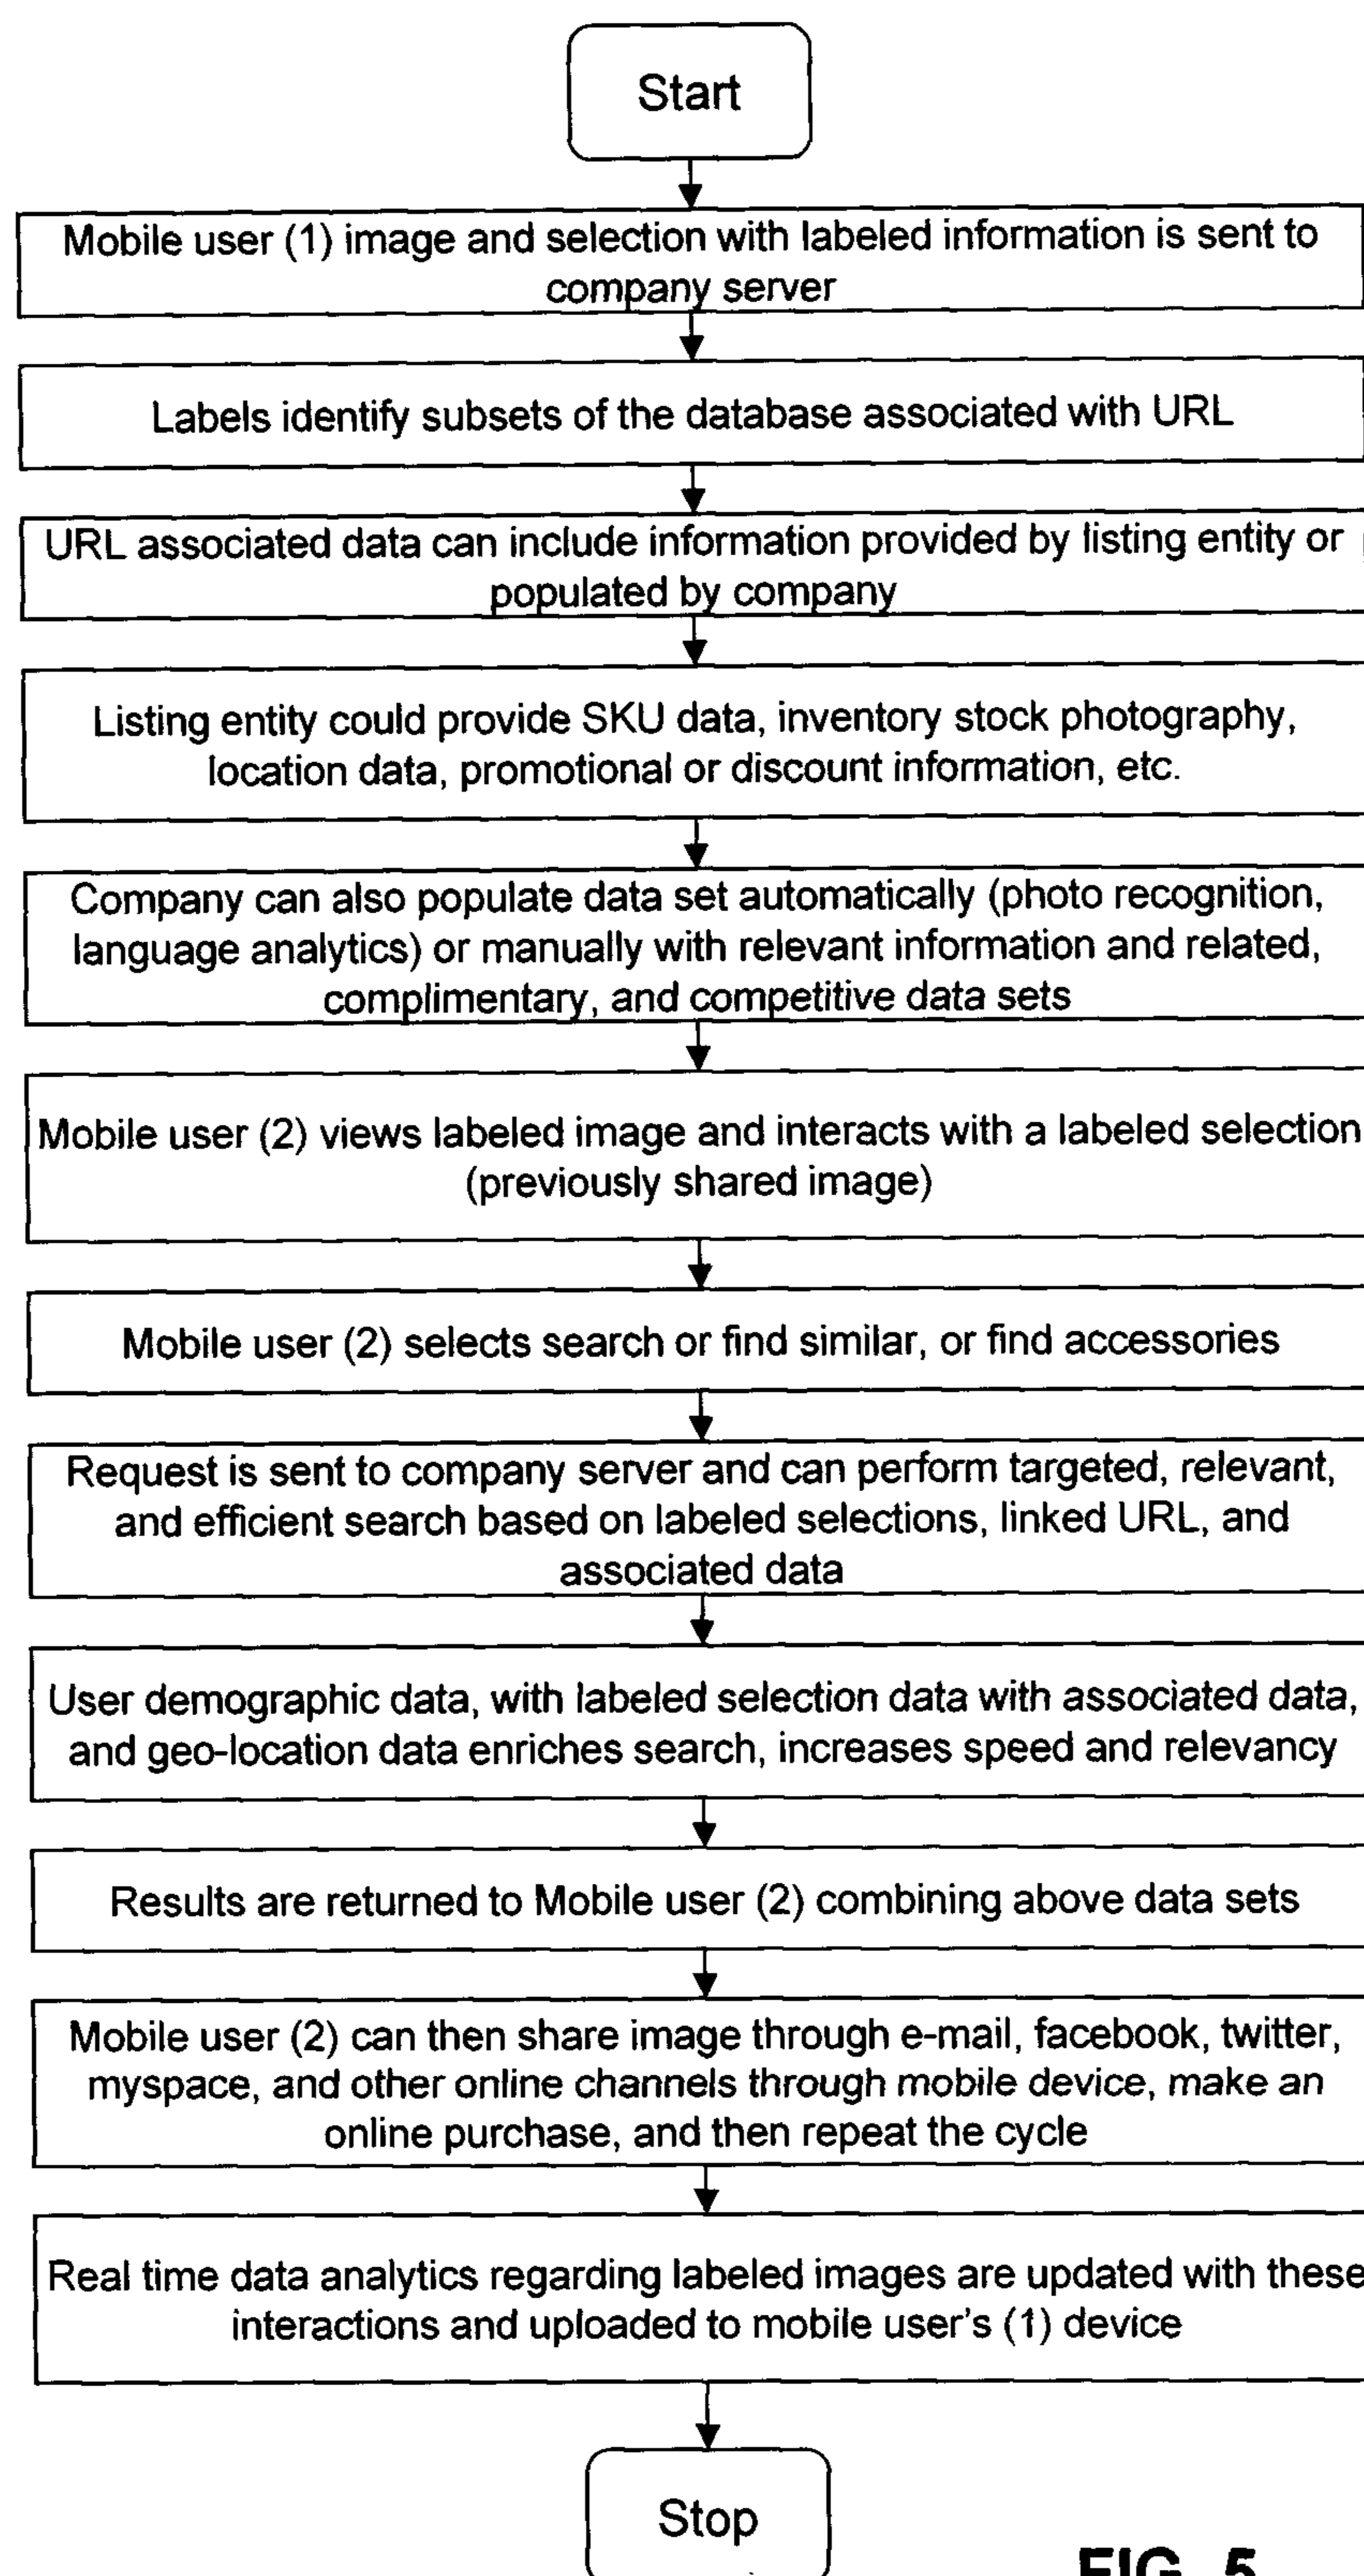 Start
Mobile user (1) image and selection with labeled information is sent to
company server
Labels identify subsets of the database associated with URL
URL associated data can include information provided by listing entity or
populated by company
Listing entity could provide SKU data, inventory stock photography,
location data, promotional or discount information, etc.
Company can also populate data set automatically (photo recognition,
language analytics) or manually with relevant information and related,
complimentary, and competitive data sets
Mobile user (2) views labeled image and interacts with a labeled selection
(previously shared image)
Mobile user (2) selects search or find similar, or find accessories
Request is sent to company server and can perform targeted, relevant,
and efficient search based on labeled selections, linked URL, and
associated data
User demographic data, with labeled selection data with associated data,
and geo-location data enriches search, increases speed and relevancy
Results are returned to Mobile user (2) combining above data sets
Mobile user (2) can then share image through e-mail, facebook, twitter,
myspace, and other online channels through mobile device, make an
online purchase, and then repeat the cycle
Real time data analytics regarding labeled images are updated with these
interactions and uploaded to mobile user's (1) device
Stop
FIG. 5